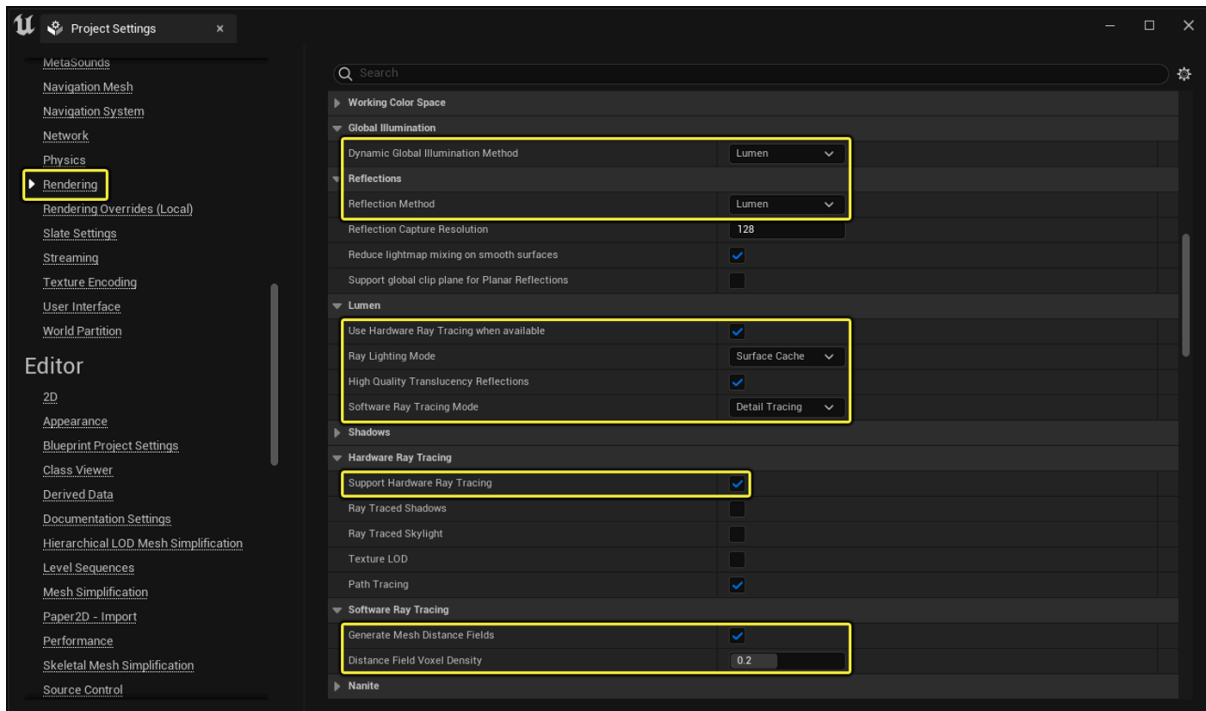 Project Settings
MetaSounds
Navigation Mesh
Navigation System
Network
Physics
Rendering
Rendering Overrides (Local)
Slate Settings
Streaming
Texture Encoding
User Interface
World Partition
Editor
2D
Appearance
Blueprint Project Settings
Class Viewer
Derived Data
Documentation Settings
Hierarchical LOD Mesh Simplification
Level Sequences
Mesh Simplification
Paper2D - Import
Performance
Skeletal Mesh Simplification
Source Control
Search
Working Color Space
Global Illumination
Dynamic Global Illumination Method Lumen
Reflections
Reflection Method Lumen
Reflection Capture Resolution 128
Reduce lightmap mixing on smooth surfaces
Support global clip plane for Planar Reflections
Lumen
Use Hardware Ray Tracing when available
Ray Lighting Mode Surface Cache
High Quality Translucency Reflections
Software Ray Tracing Mode Detail Tracing
Shadows
Hardware Ray Tracing
Support Hardware Ray Tracing
Ray Traced Shadows
Ray Traced Skylight
Texture LOD
Path Tracing
Software Ray Tracing
Generate Mesh Distance Fields
Distance Field Voxel Density 0.2
Nanite